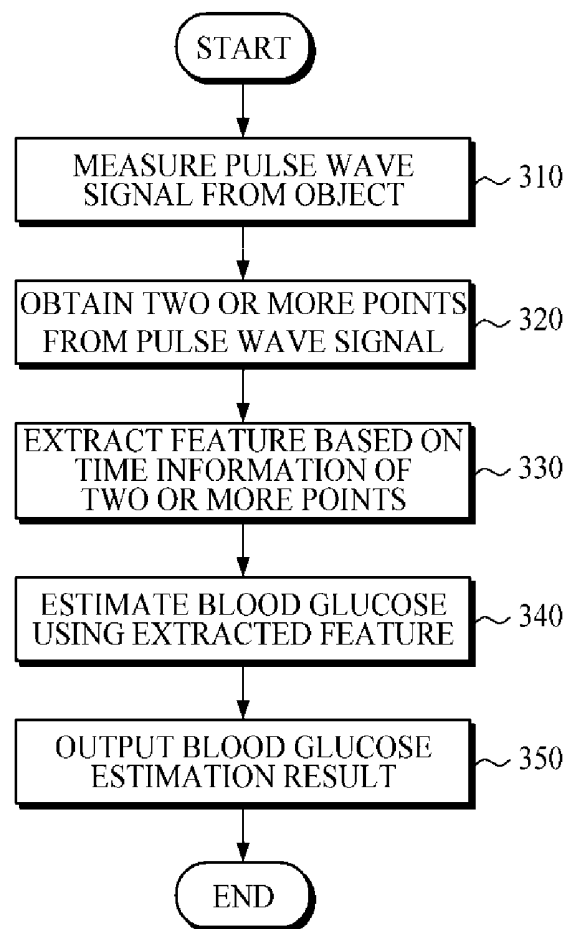 START
MEASURE PULSE WAVE
SIGNAL FROM OBJECT
310
OBTAIN TWO OR MORE POINTS
FROM PULSE WAVE SIGNAL
320
EXTRACT FEATURE BASED ON
TIME INFORMATION OF
TWO OR MORE POINTS
330
ESTIMATE BLOOD GLUCOSE
USING EXTRACTED FEATURE
340
OUTPUT BLOOD GLUCOSE
ESTIMATION RESULT
350
END